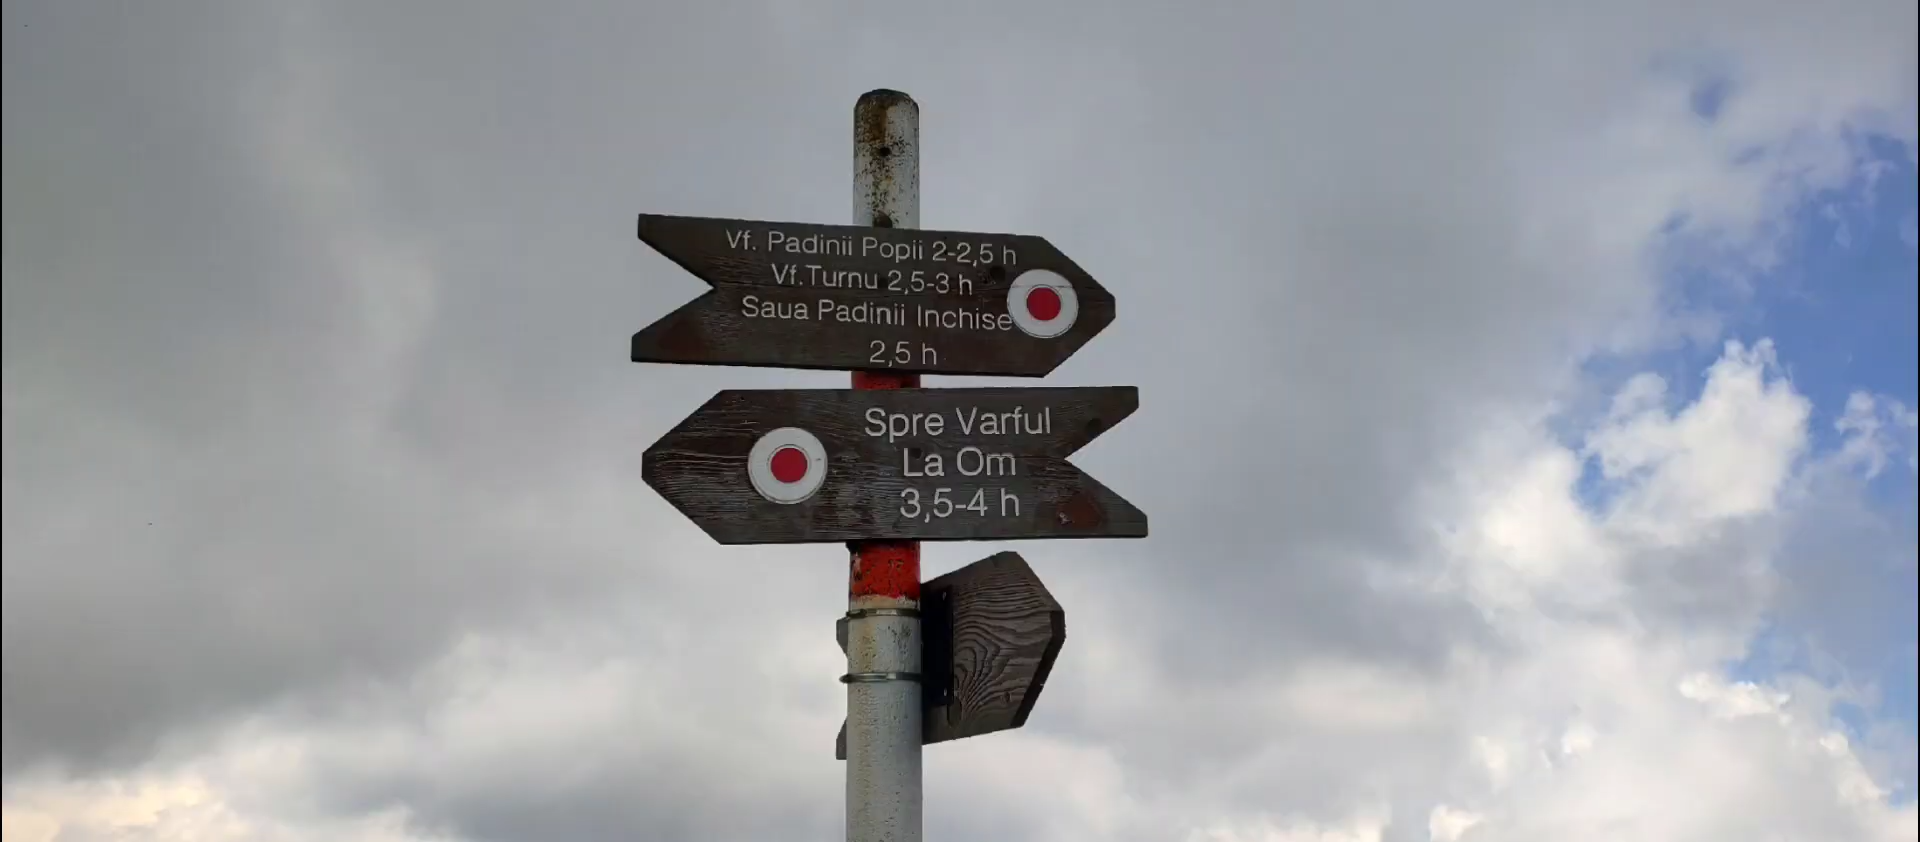 Vf. Padinii Popii 2-2,5 h
Vf.Turnu 2,5-3 h
Saua Padinii Inchise
2,5 h
Spre Varful
La Om
3,5-4 h